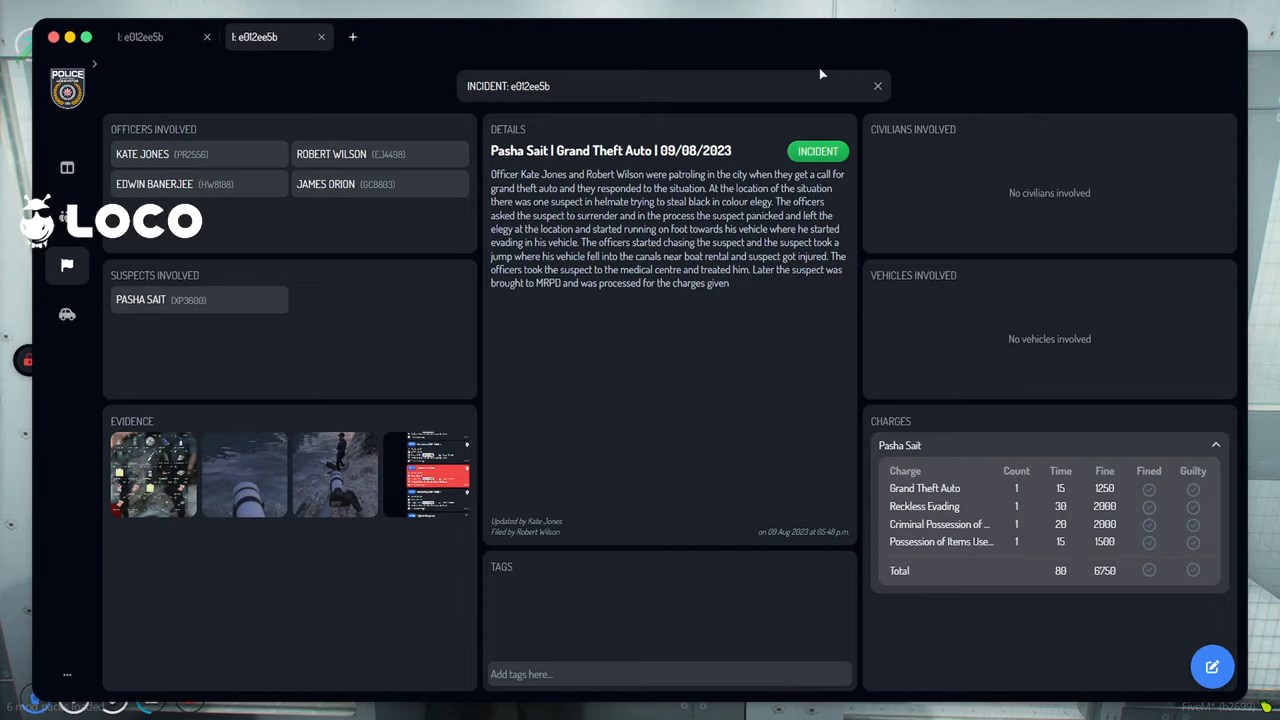 I: e012ee5b
I: e012ee5b
POLICE
INCIDENT: e012ee5b
LOCO
OFFICERS INVOLVED
KATE JONES (PR2556)
ROBERT WILSON (EJ4498)
EDWIN BANERJEE (HW8188)
JAMES ORION (GC8803)
SUSPECTS INVOLVED
PASHA SAIT (XP3600)
EVIDENCE
DETAILS
Pasha Sait | Grand Theft Auto | 09/08/2023
INCIDENT
Officer Kate Jones and Robert Wilson were patroling in the city when they get a call for
grand theft auto and they responded to the situation. At the location of the situation
there was one suspect in helmate trying to steal black in colour elegy. The officers
asked the suspect to surrender and in the process the suspect panicked and left the
elegy at the location and started running on foot towards his vehicle where he started
evading in his vehicle. The officers started chasing the suspect and the suspect took a
jump where his vehicle fell into the canals near boat rental and suspect got injured. The
officers took the suspect to the medical centre and treated him. Later the suspect was
brought to MRPD and was processed for the charges given
Updated by Kate Jones
Filed by Robert Wilson
on 09 Aug 2023 at 05:48 p.m.
TAGS
Add tags here...
CIVILIANS INVOLVED
No civilians involved
VEHICLES INVOLVED
No vehicles involved
CHARGES
Pasha Sait
Charge Count Time Fine Fined Guilty
Grand Theft Auto 1 15 1250
Reckless Evading 1 30 2000
Criminal Possession of ... 1 20 2000
Possession of Items Use... 1 15 1500
Total 80 6750
...
6 mod packs loaded